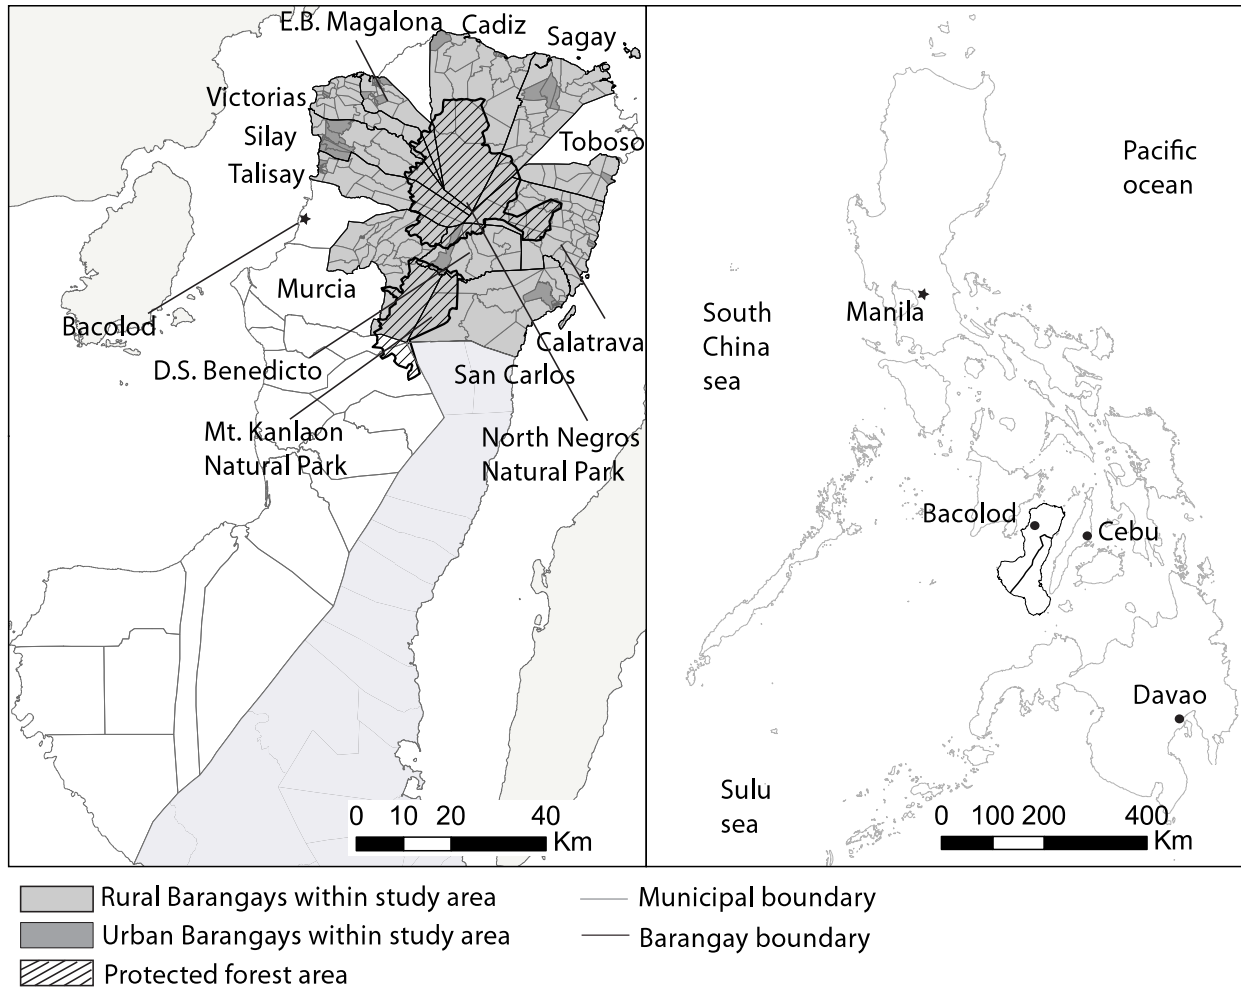 E.B. Magalona
Cadiz
Sagay
Victorias
Silay
Talisay
Toboso
Murcia
Bacolod
Calatrava
D.S. Benedicto
San Carlos
Mt. Kanlaon
Natural Park
North Negros
Natural Park
0 10 20 40
Km
Pacific
ocean
South
China
sea
Manila
Bacolod
Cebu
Davao
Sulu
sea
0 100 200 400
Km
Rural Barangays within study area
Urban Barangays within study area
Protected forest area
Municipal boundary
Barangay boundary